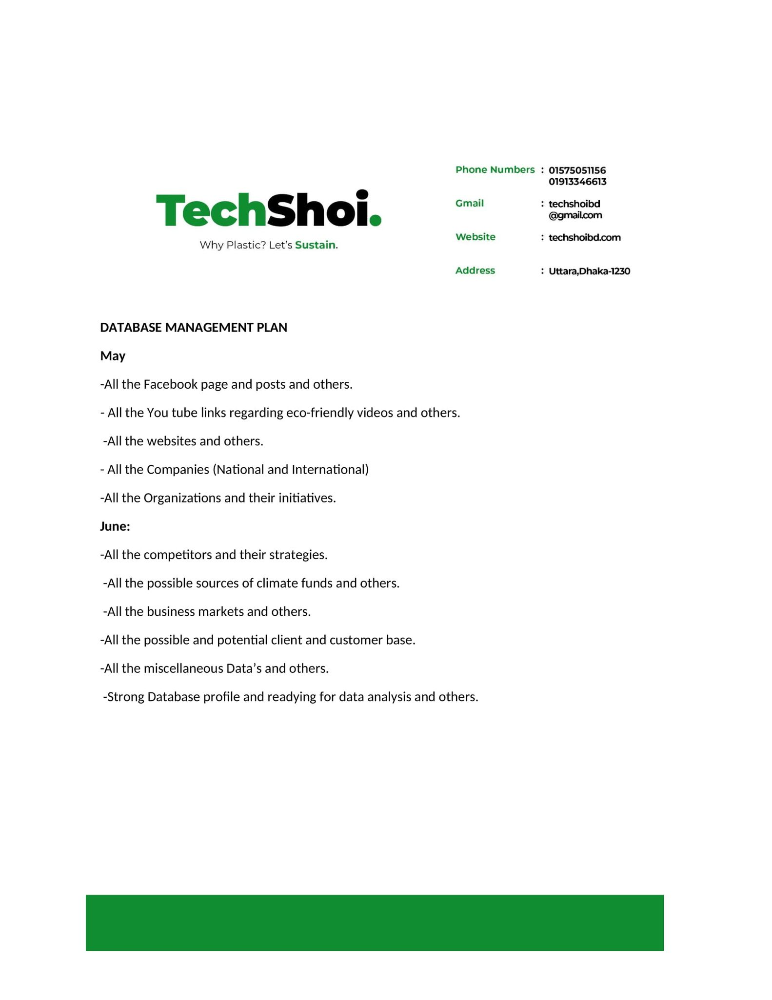 TechShoi.
Why Plastic? Let's Sustain.
Phone Numbers : 01575051156
01913346613
Gmail : techshoibd
@gmail.com
Website : techshoibd.com
Address : Uttara,Dhaka-1230
DATABASE MANAGEMENT PLAN
May
-All the Facebook page and posts and others.
- All the You tube links regarding eco-friendly videos and others.
-All the websites and others.
- All the Companies (National and International)
-All the Organizations and their initiatives.
June:
-All the competitors and their strategies.
-All the possible sources of climate funds and others.
-All the business markets and others.
-All the possible and potential client and customer base.
-All the miscellaneous Data’s and others.
-Strong Database profile and readying for data analysis and others.